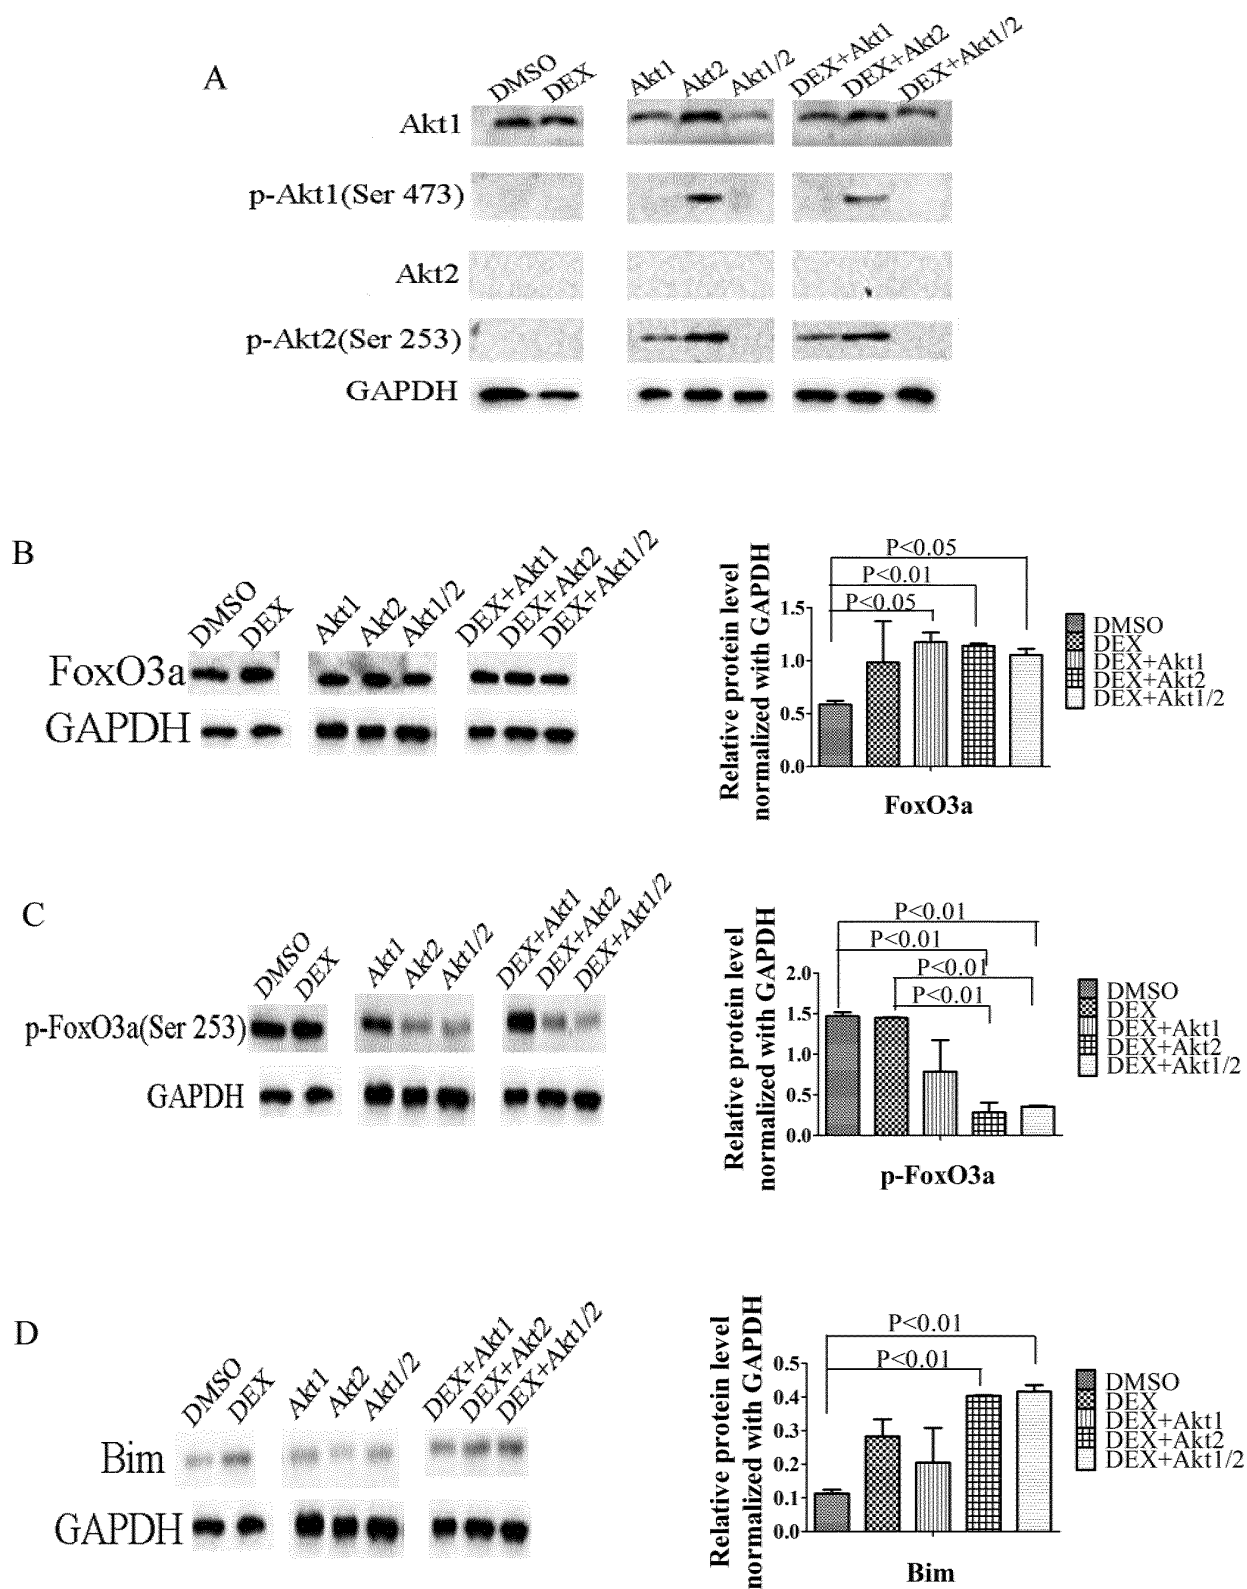 A
DMSO
DEX
Akt1
Akt2
Akt1/2
DEX+Akt1
DEX+Akt2
DEX+Akt1/2
Akt1
p-Akt1(Ser 473)
Akt2
p-Akt2(Ser 253)
GAPDH
B
DMSO
DEX
Akt1
Akt2
Akt1/2
DEX+Akt1
DEX+Akt2
DEX+Akt1/2
FoxO3a
GAPDH
Relative protein level
normalized with GAPDH
P<0.05
P<0.01
P<0.05
1.5
1.0
0.5
0.0
FoxO3a
DMSO
DEX
DEX+Akt1
DEX+Akt2
DEX+Akt1/2
C
DMSO
DEX
Akt1
Akt2
Akt1/2
DEX+Akt1
DEX+Akt2
DEX+Akt1/2
p-FoxO3a(Ser 253)
GAPDH
Relative protein level
normalized with GAPDH
P<0.01
P<0.01
P<0.01
P<0.01
2.0
1.5
1.0
0.5
0.0
p-FoxO3a
DMSO
DEX
DEX+Akt1
DEX+Akt2
DEX+Akt1/2
D
DMSO
DEX
Akt1
Akt2
Akt1/2
DEX+Akt1
DEX+Akt2
DEX+Akt1/2
Bim
GAPDH
Relative protein level
normalized with GAPDH
P<0.01
P<0.01
0.5
0.4
0.3
0.2
0.1
0.0
Bim
DMSO
DEX
DEX+Akt1
DEX+Akt2
DEX+Akt1/2